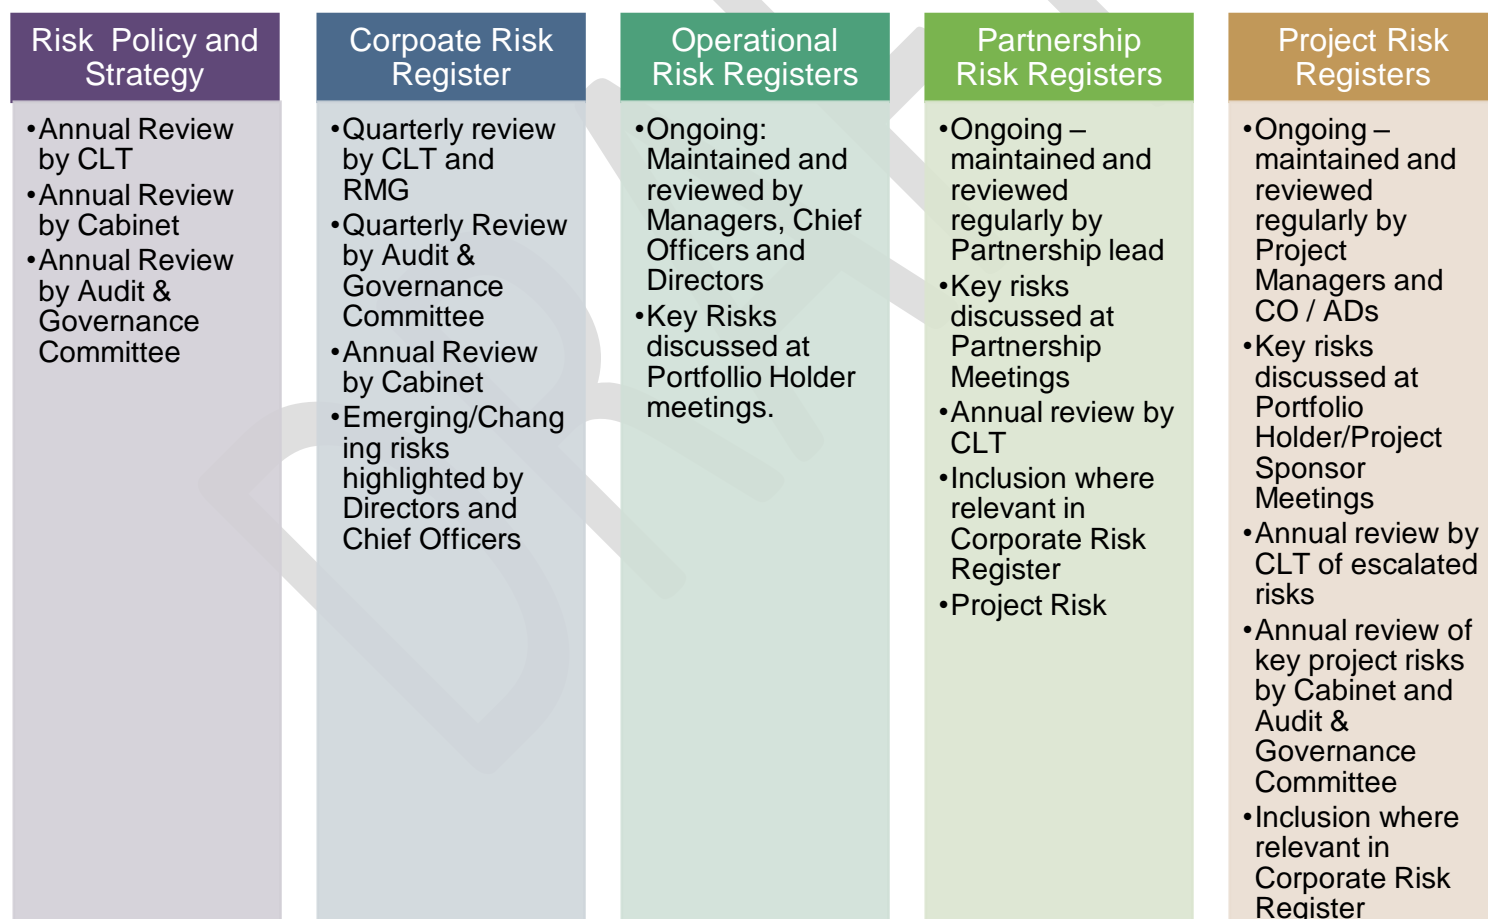 Risk  Policy and
Strategy
•Annual Review
by CLT
•Annual Review
by Cabinet
•Annual Review
by Audit &
Governance
Committee
Corpoate Risk
Register
•Quarterly review
by CLT and
RMG
•Quarterly Review
by Audit &
Governance
Committee
•Annual Review
by Cabinet
•Emerging/Chang
ing risks
highlighted by
Directors and
Chief Officers
Operational
Risk Registers
•Ongoing:
Maintained and
reviewed by
Managers, Chief
Officers and
Directors
•Key Risks
discussed at
Portfollio Holder
meetings.
Partnership
Risk Registers
•Ongoing –
maintained and
reviewed
regularly by
Partnership lead
•Key risks
discussed at
Partnership
Meetings
•Annual review by
CLT
•Inclusion where
relevant in
Corporate Risk
Register
•Project Risk
Project Risk
Registers
•Ongoing –
maintained and
reviewed
regularly by
Project
Managers and
CO / ADs
•Key risks
discussed at
Portfolio
Holder/Project
Sponsor
Meetings
•Annual review by
CLT of escalated
risks
•Annual review of
key project risks
by Cabinet and
Audit &
Governance
Committee
•Inclusion where
relevant in
Corporate Risk
Register